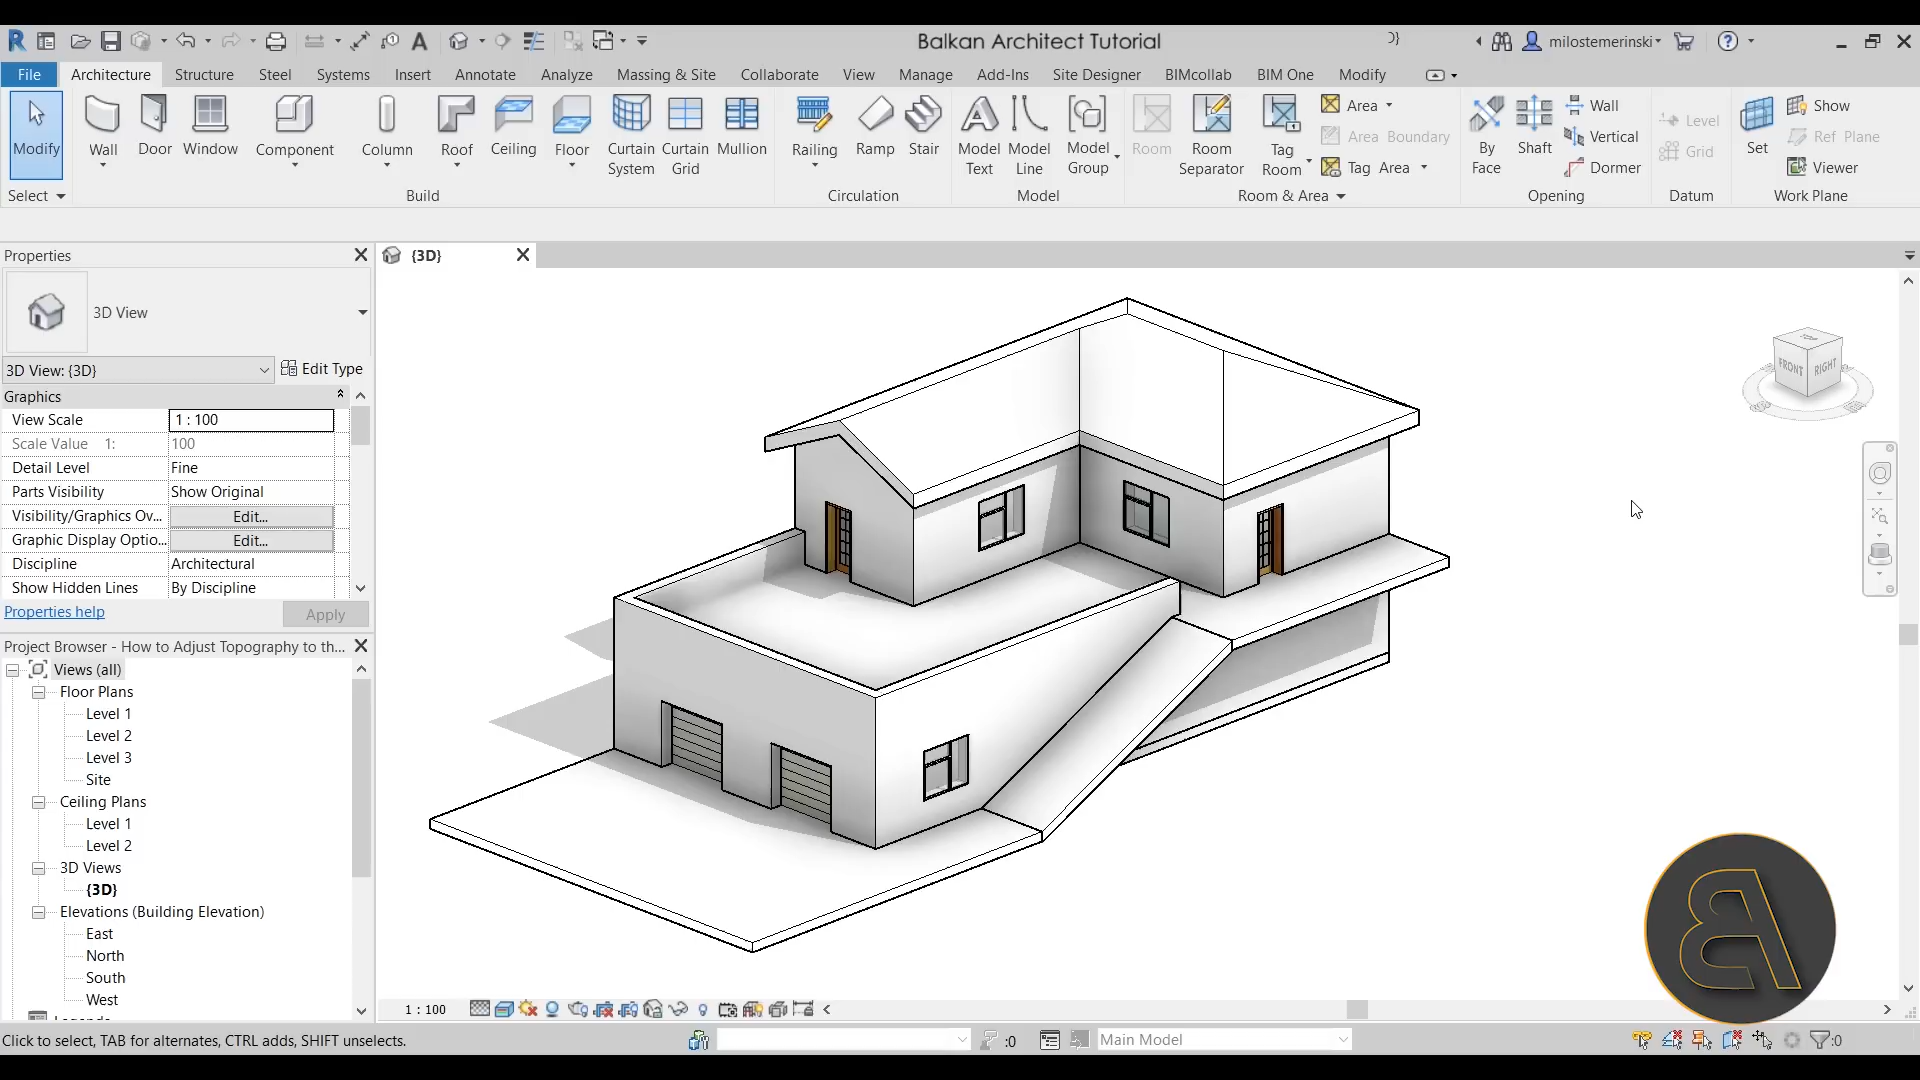 Balkan Architect Tutorial
milostemerinski
File Architecture Structure Steel Systems Insert Annotate Analyze Massing & Site Collaborate View Manage Add-Ins Site Designer BIMcollab BIM One Modify
Modify Wall Door Window Component Column Roof Ceiling Floor Curtain System Curtain Grid Mullion Railing Ramp Stair Model Text Model Line Model Group Room Room Separator Tag Room Area Area Boundary Tag Area By Face Shaft Wall Vertical Dormer Level Grid Set Show Ref Plane Viewer
Select Build Circulation Model Room & Area Opening Datum Work Plane
Properties
{3D}
3D View
3D View: {3D} Edit Type
Graphics
View Scale 1 : 100
Scale Value 1: 100
Detail Level Fine
Parts Visibility Show Original
Visibility/Graphics Ov... Edit...
Graphic Display Optio... Edit...
Discipline Architectural
Show Hidden Lines By Discipline
Properties help Apply
Project Browser - How to Adjust Topography to th...
Views (all)
Floor Plans
Level 1
Level 2
Level 3
Site
Ceiling Plans
Level 1
Level 2
3D Views
{3D}
Elevations (Building Elevation)
East
North
South
West
FRONT RIGHT
1 : 100
Click to select, TAB for alternates, CTRL adds, SHIFT unselects.
:0
Main Model
:0